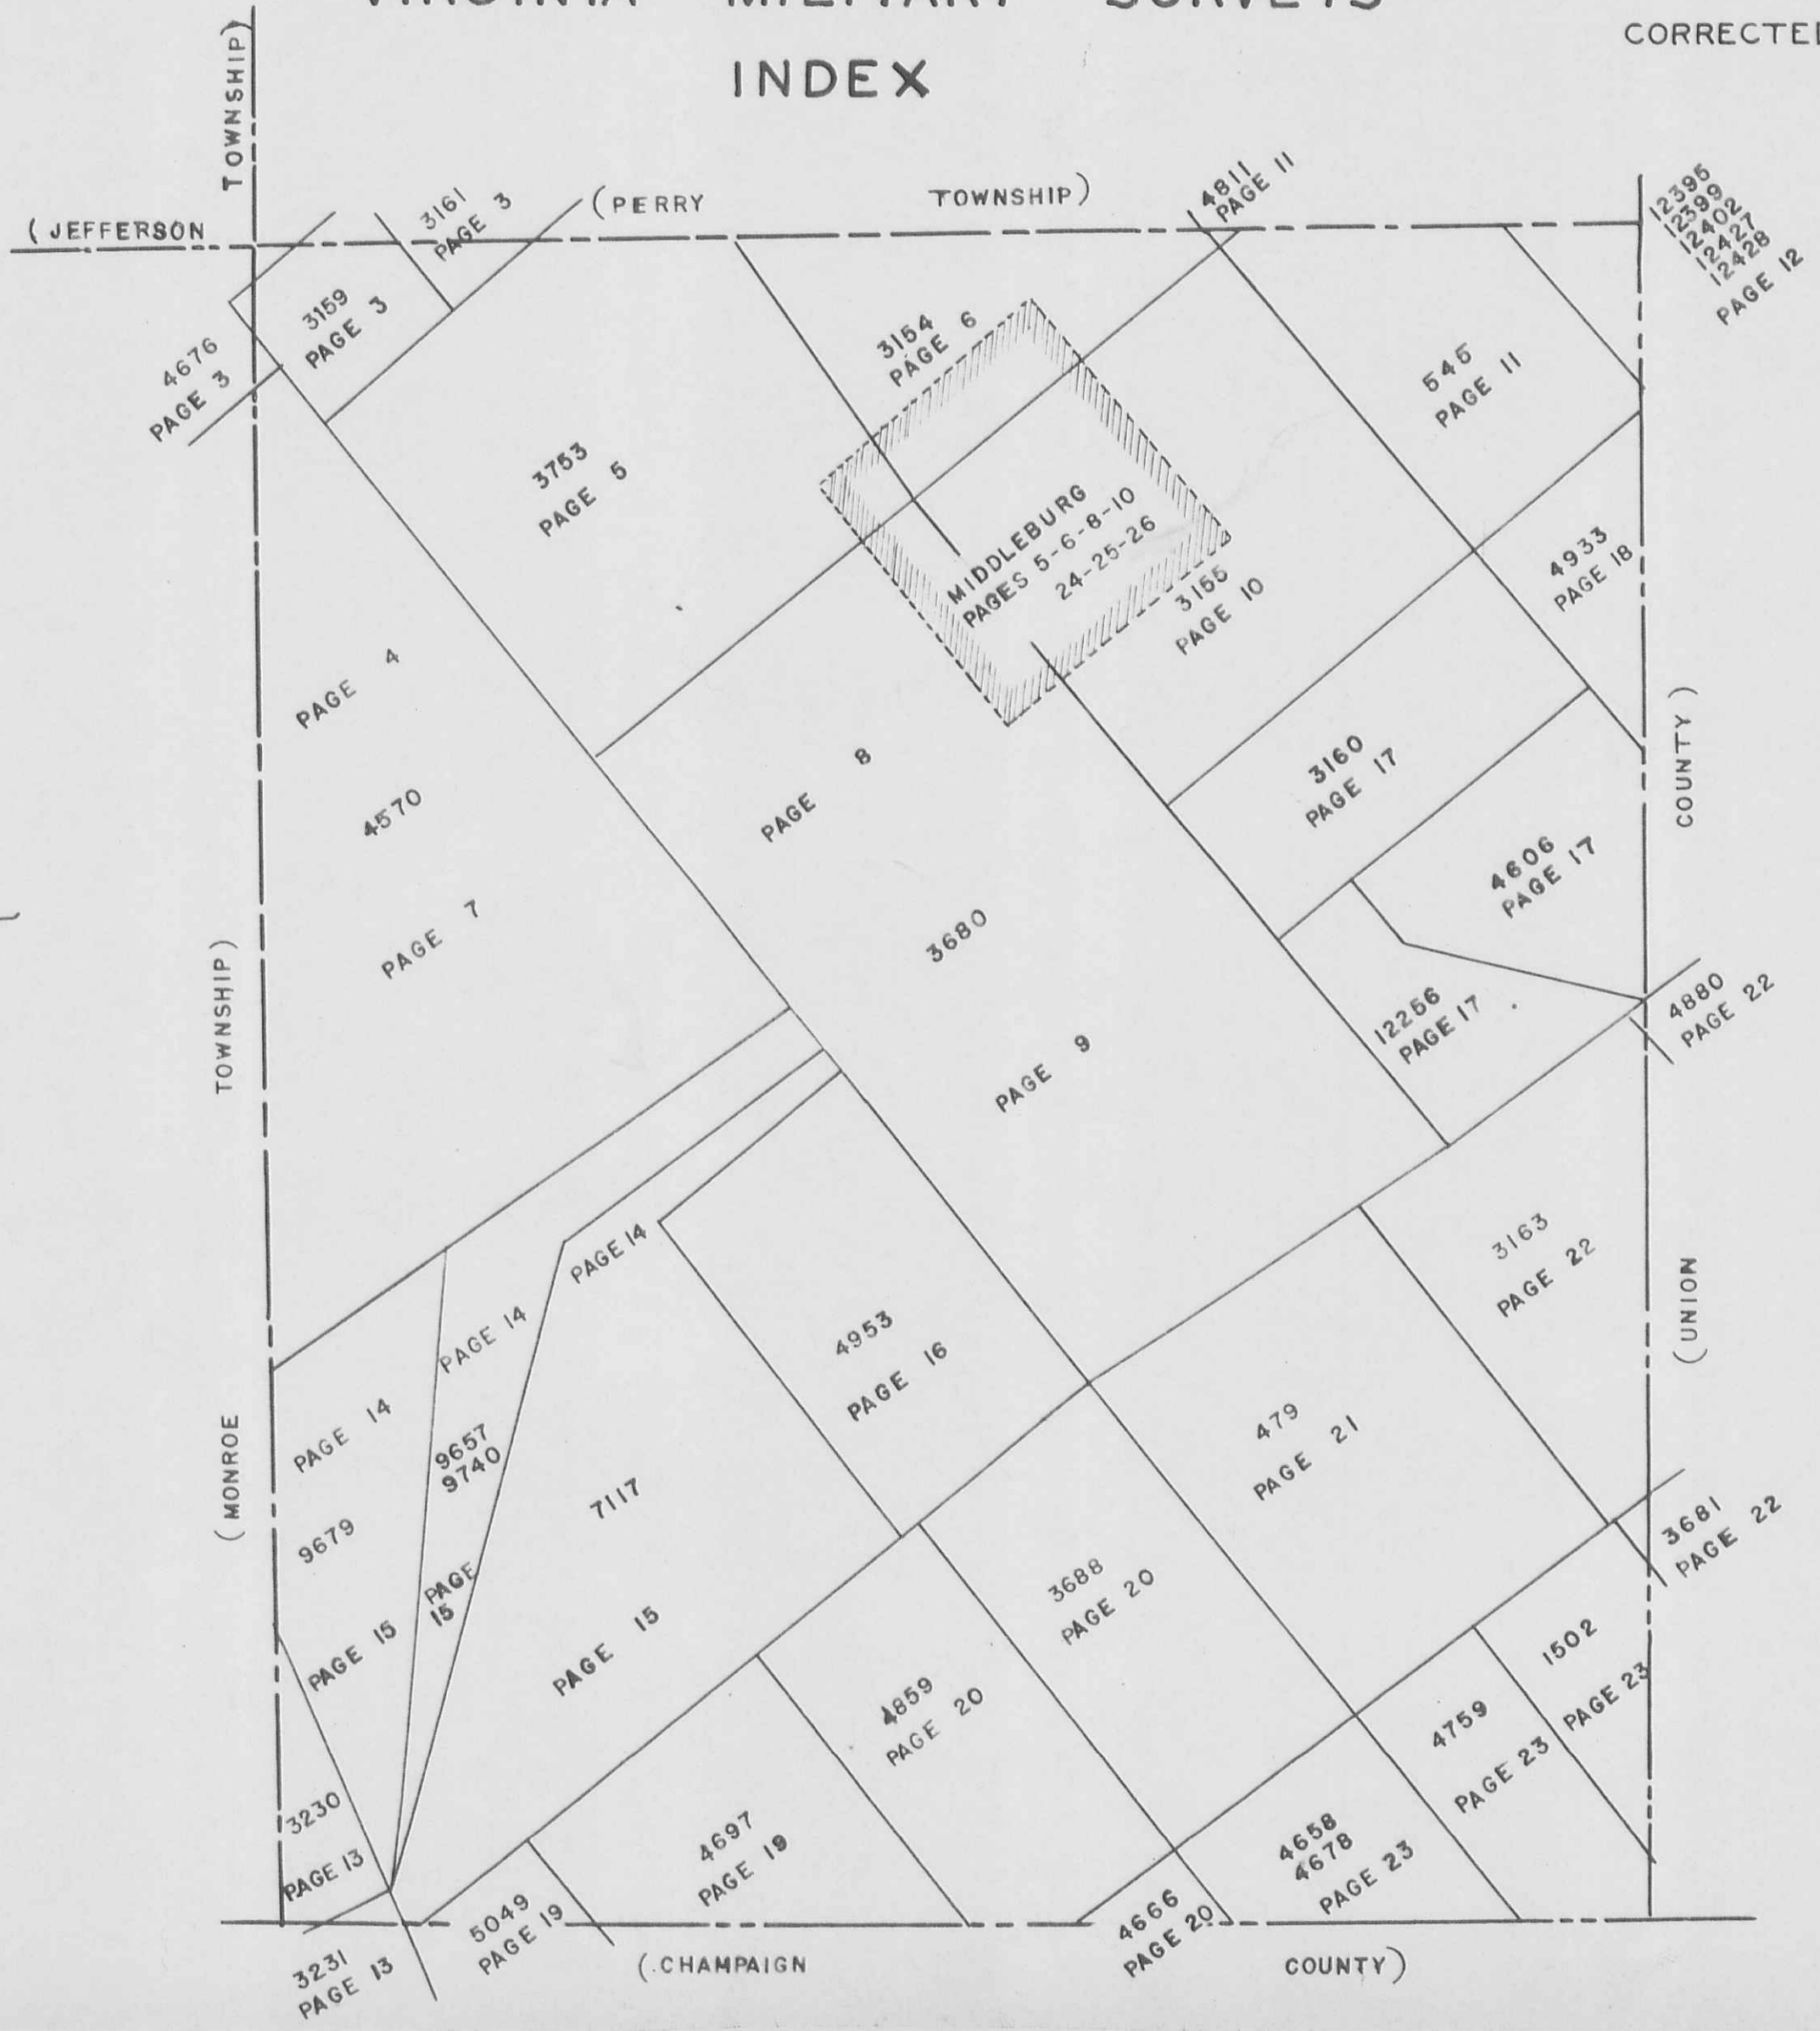 VIRGINIA MILITARY SURVEYS
CORRECTED
INDEX
TOWNSHIP)
(JEFFERSON
(PERRY TOWNSHIP)
3161
PAGE 3
4811
PAGE 11
12395
12399
12402
12427
12428
PAGE 12
3159
PAGE 3
4676
PAGE 3
3154
PAGE 6
545
PAGE 11
3753
PAGE 5
MIDDLEBURG
PAGES 5-6-8-10
24-25-26
3155
PAGE 10
4933
PAGE 18
PAGE 4
4570
PAGE 7
PAGE 8
3680
PAGE 9
3160
PAGE 17
4606
PAGE 17
COUNTY)
12256
PAGE 17
4880
PAGE 22
TOWNSHIP)
PAGE 14
PAGE 14
4953
PAGE 16
3163
PAGE 22
(UNION
(MONROE
PAGE 14
9679
PAGE 15
9657
9740
PAGE
15
7117
PAGE 15
479
PAGE 21
3688
PAGE 20
3681
PAGE 22
4859
PAGE 20
4759
PAGE 23
1502
PAGE 23
3230
PAGE 13
4697
PAGE 19
4658
4678
PAGE 23
5049
PAGE 19
4666
PAGE 20
3231
PAGE 13
(CHAMPAIGN COUNTY)